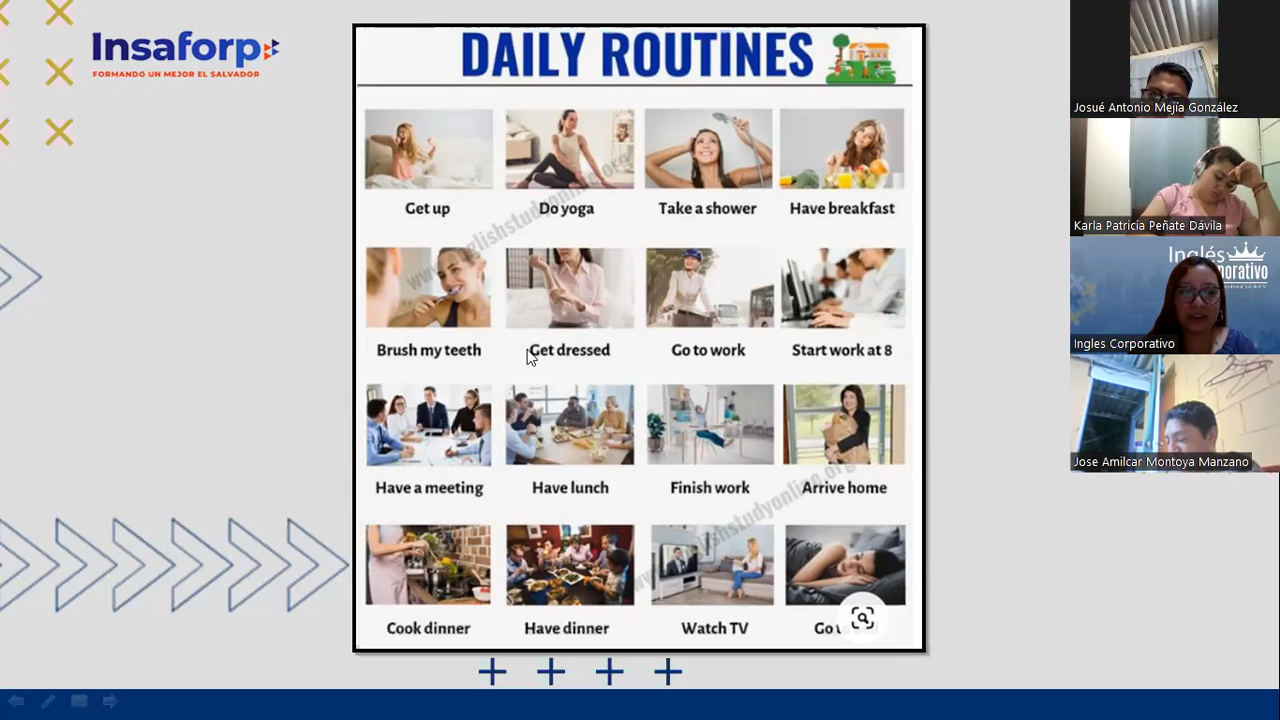 Insaforp
FORMANDO UN MEJOR EL SALVADOR
DAILY ROUTINES
Get up
Do yoga
Take a shower
Have breakfast
Brush my teeth
Get dressed
Go to work
Start work at 8
Have a meeting
Have lunch
Finish work
Arrive home
Cook dinner
Have dinner
Watch TV
Go
Josué Antonio Mejía González
Karla Patricia Peñate Dávila
Inglés
Ingles Corporativo
Jose Amilcar Montoya Manzano